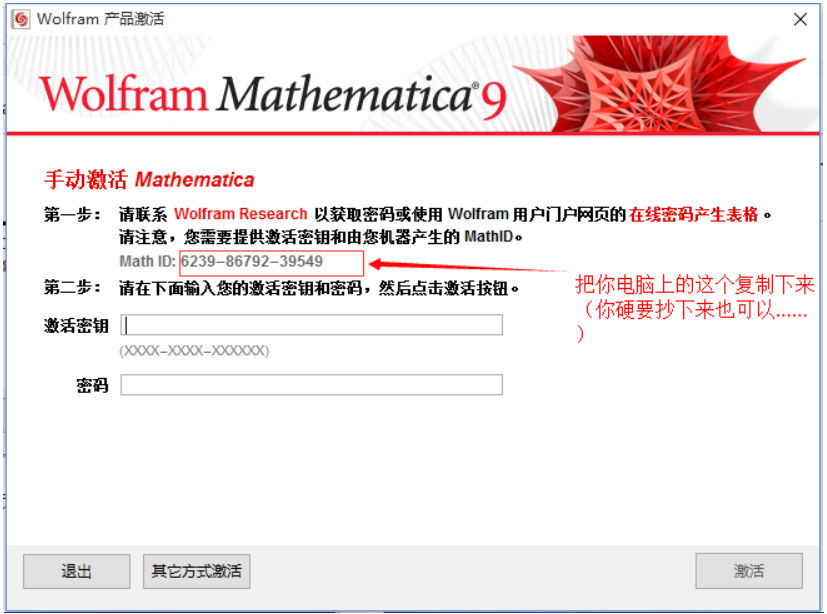 Wolfram 产品激活
Wolfram Mathematica®9
手动激活 Mathematica
第一步： 请联系 Wolfram Research 以获取密码或使用 Wolfram 用户门户网页的在线密码产生表格。
请注意，您需要提供激活密钥和由您机器产生的 MathID。
Math ID: 6239-86792-39549
把你电脑上的这个复制下来
（你硬要抄下来也可以......
）
第二步： 请在下面输入您的激活密钥和密码，然后点击激活按钮。
激活密钥
(XXXX-XXXX-XXXXXX)
密码
退出 其它方式激活 激活